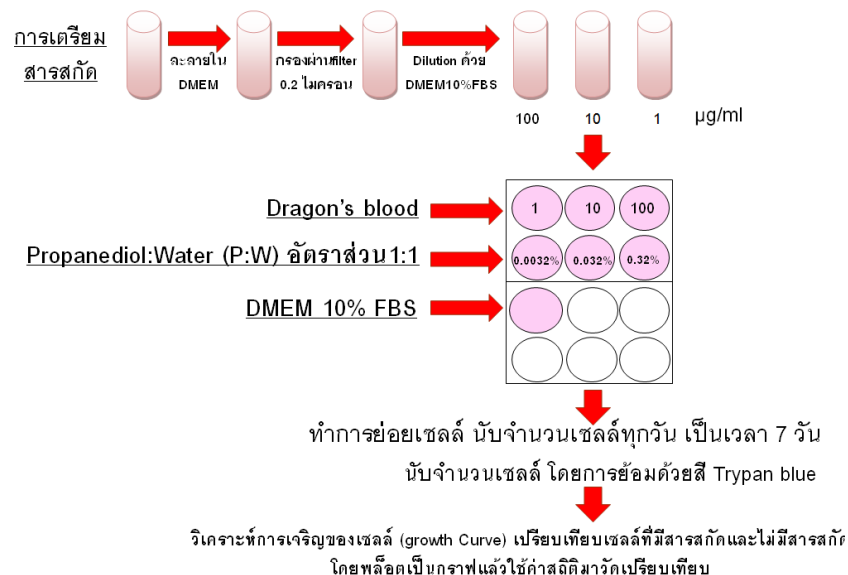 การเตรียม
สารสกัด
ละลายใน
DMEM
กรองผ่านfilter
0.2 ไมครอน
Dilution ด้วย
DMEM10%FBS
100 10 1 µg/ml
Dragon's blood
1 10 100
Propanediol:Water (P:W) อัตราส่วน1:1
0.0032% 0.032% 0.32%
DMEM 10% FBS
ทำการย่อยเซลล์ นับจำนวนเซลล์ทุกวัน เป็นเวลา 7 วัน
นับจำนวนเซลล์ โดยการย้อมด้วยสี Trypan blue
วิเคราะห์การเจริญของเซลล์ (growth Curve) เปรียบเทียบเซลล์ที่มีสารสกัดและไม่มีสารสกัด
โดยพล็อตเป็นกราฟแล้วใช้ค่าสถิติมาวัดเปรียบเทียบ